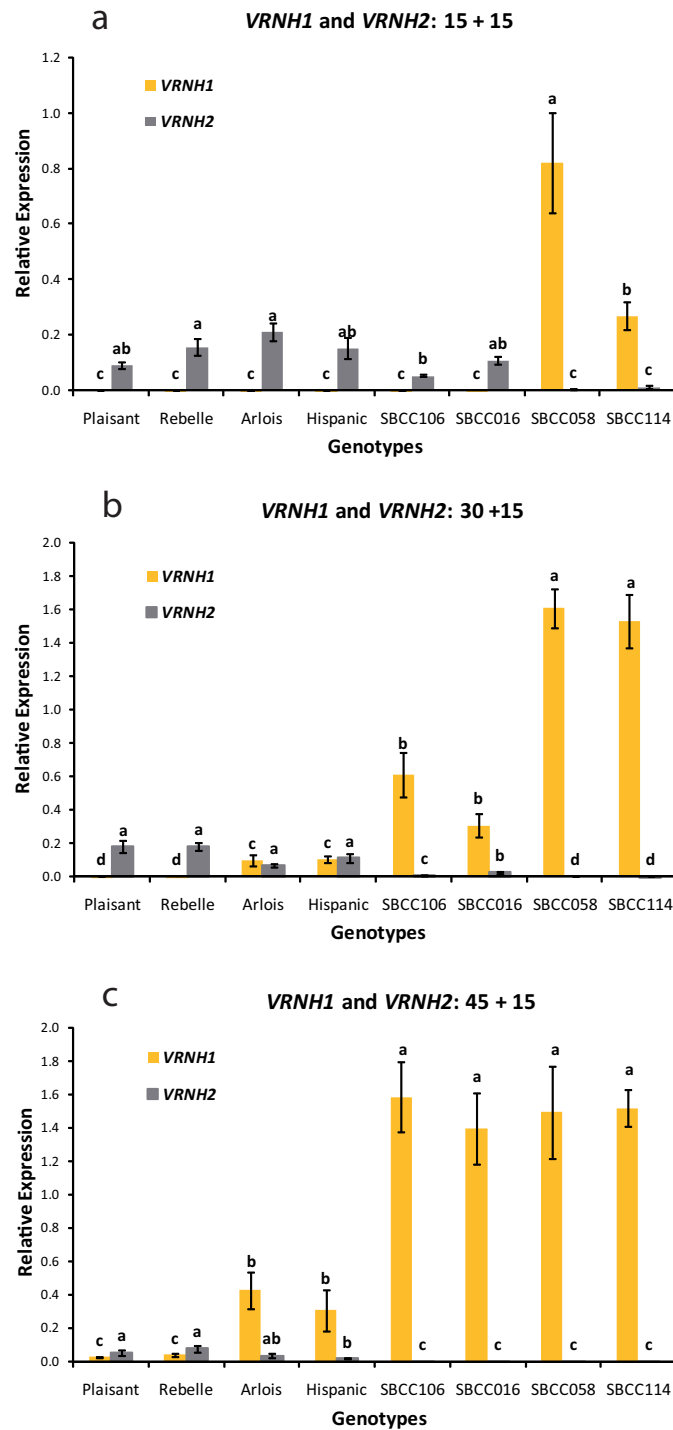 a
VRNH1 and VRNH2: 15 + 15
1.2
1.0
0.8
0.6
0.4
0.2
0.0
Relative Expression
VRNH1
VRNH2
c ab c a c a c ab c b c ab a c b c
Plaisant Rebelle Arlois Hispanic SBCC106 SBCC016 SBCC058 SBCC114
Genotypes
b
VRNH1 and VRNH2: 30 +15
2.0
1.8
1.6
1.4
1.2
1.0
0.8
0.6
0.4
0.2
0.0
Relative Expression
VRNH1
VRNH2
d a d a c a c a b c b b a d a d
Plaisant Rebelle Arlois Hispanic SBCC106 SBCC016 SBCC058 SBCC114
Genotypes
c
VRNH1 and VRNH2: 45 + 15
2.0
1.8
1.6
1.4
1.2
1.0
0.8
0.6
0.4
0.2
0.0
Relative Expression
VRNH1
VRNH2
c a c a b ab b b a c a c a c a c
Plaisant Rebelle Arlois Hispanic SBCC106 SBCC016 SBCC058 SBCC114
Genotypes